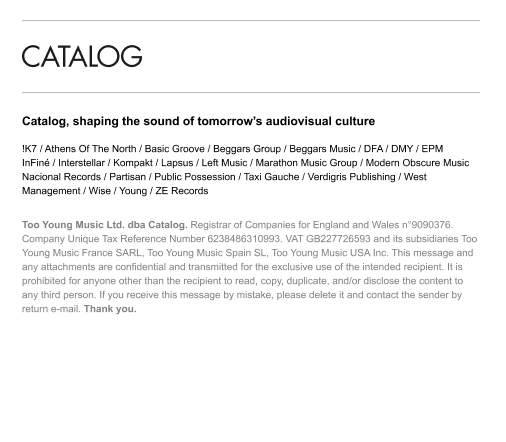 CATALOG
Catalog, shaping the sound of tomorrow's audiovisual culture
!K7 / Athens Of The North / Basic Groove / Beggars Group / Beggars Music / DFA / DMY / EPM
InFiné / Interstellar / Kompakt / Lapsus / Left Music / Marathon Music Group / Modern Obscure Music
Nacional Records / Partisan / Public Possession / Taxi Gauche / Verdigris Publishing / West
Management / Wise / Young / ZE Records
Too Young Music Ltd. dba Catalog. Registrar of Companies for England and Wales n°9090376.
Company Unique Tax Reference Number 6238486310993. VAT GB227726593 and its subsidiaries Too
Young Music France SARL, Too Young Music Spain SL, Too Young Music USA Inc. This message and
any attachments are confidential and transmitted for the exclusive use of the intended recipient. It is
prohibited for anyone other than the recipient to read, copy, duplicate, and/or disclose the content to
any third person. If you receive this message by mistake, please delete it and contact the sender by
return e-mail. Thank you.